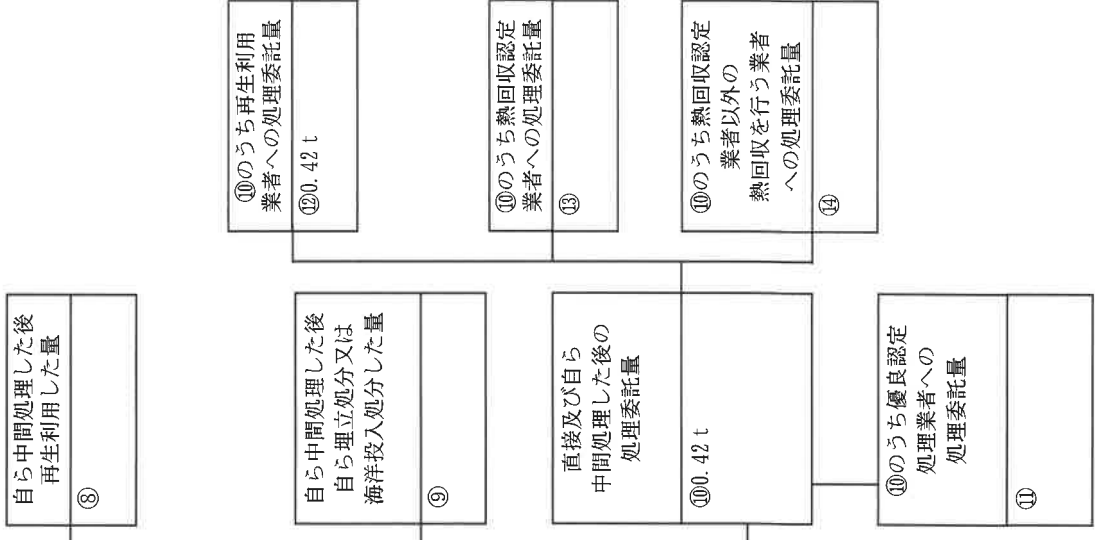 自ら中間処理した後
再生利用した量
⑧
自ら中間処理した後
自ら埋立処分又は
海洋投入処分した量
⑨
直接及び自ら
中間処理した後の
処理委託量
⑩0.42 t
⑩のうち優良認定
処理業者への
処理委託量
⑪
⑩のうち再生利用
業者への処理委託量
⑫0.42 t
⑩のうち熱回収認定
業者への処理委託量
⑬
⑩のうち熱回収認定
業者以外の
熱回収を行う業者
への処理委託量
⑭